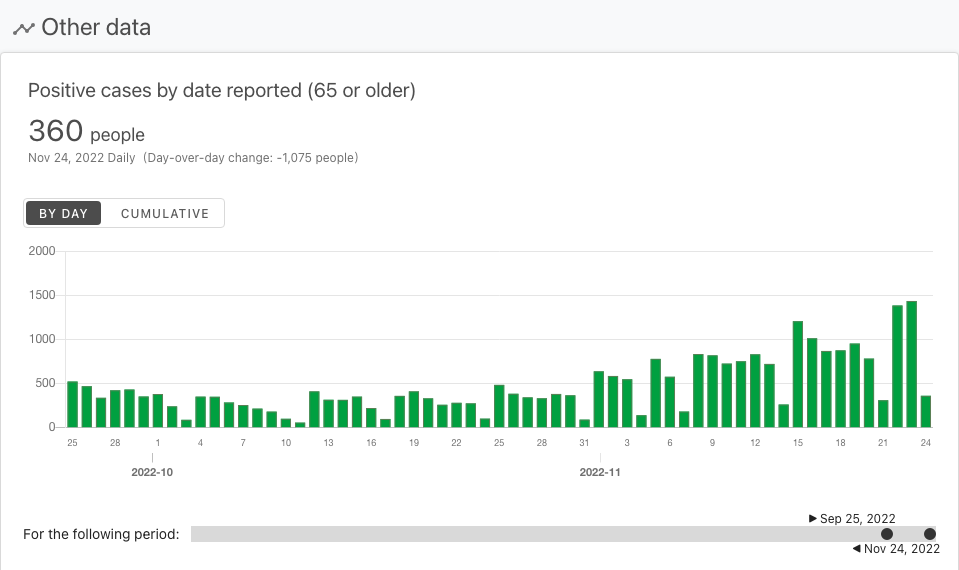 Other data
Positive cases by date reported (65 or older)
360 people
Nov 24, 2022 Daily (Day-over-day change: -1,075 people)
BY DAY CUMULATIVE
2000
1500
1000
500
0
25 28 1 4 7 10 13 16 19 22 25 28 31 3 6 9 12 15 18 21 24
2022-10 2022-11
Sep 25, 2022
For the following period:
Nov 24, 2022